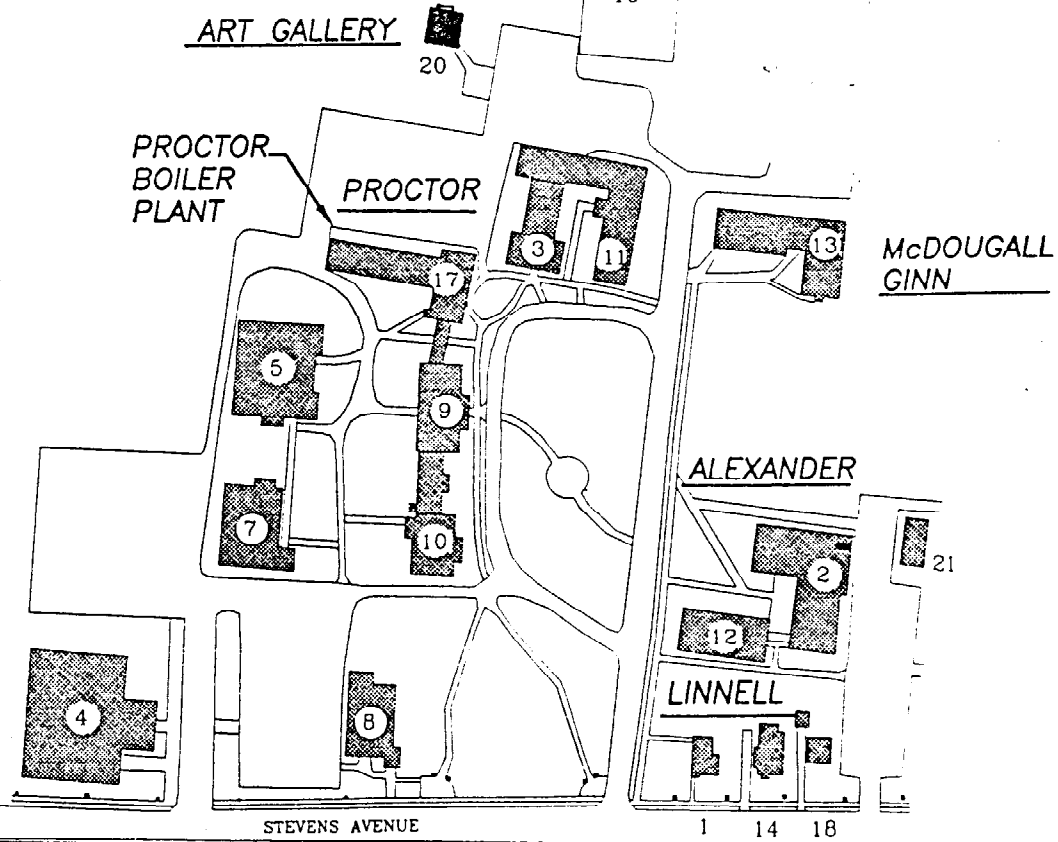 ART GALLERY
20
PROCTOR
BOILER
PLANT
PROCTOR
3
11
13
McDOUGALL
GINN
17
5
9
ALEXANDER
7
10
2
21
12
LINNELL
4
8
STEVENS AVENUE
1
14
18